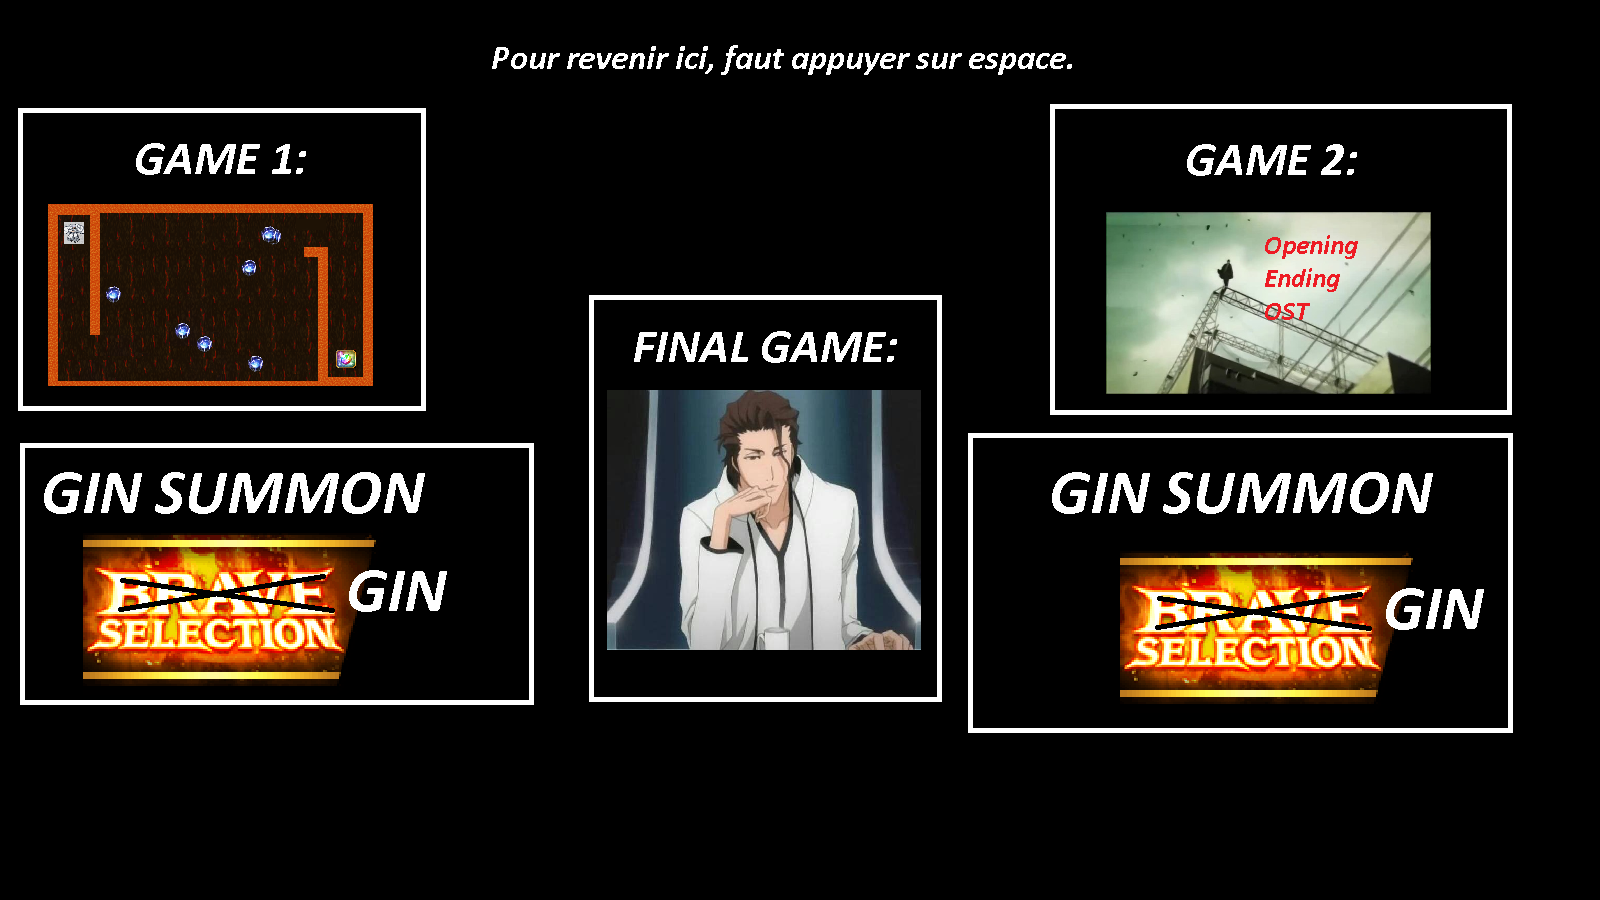 Pour revenir ici, faut appuyer sur espace.
GAME 1:
GAME 2:
Opening
Ending
OST
FINAL GAME:
GIN SUMMON
BRAVE
SELECTION
GIN
GIN SUMMON
BRAVE
SELECTION
GIN